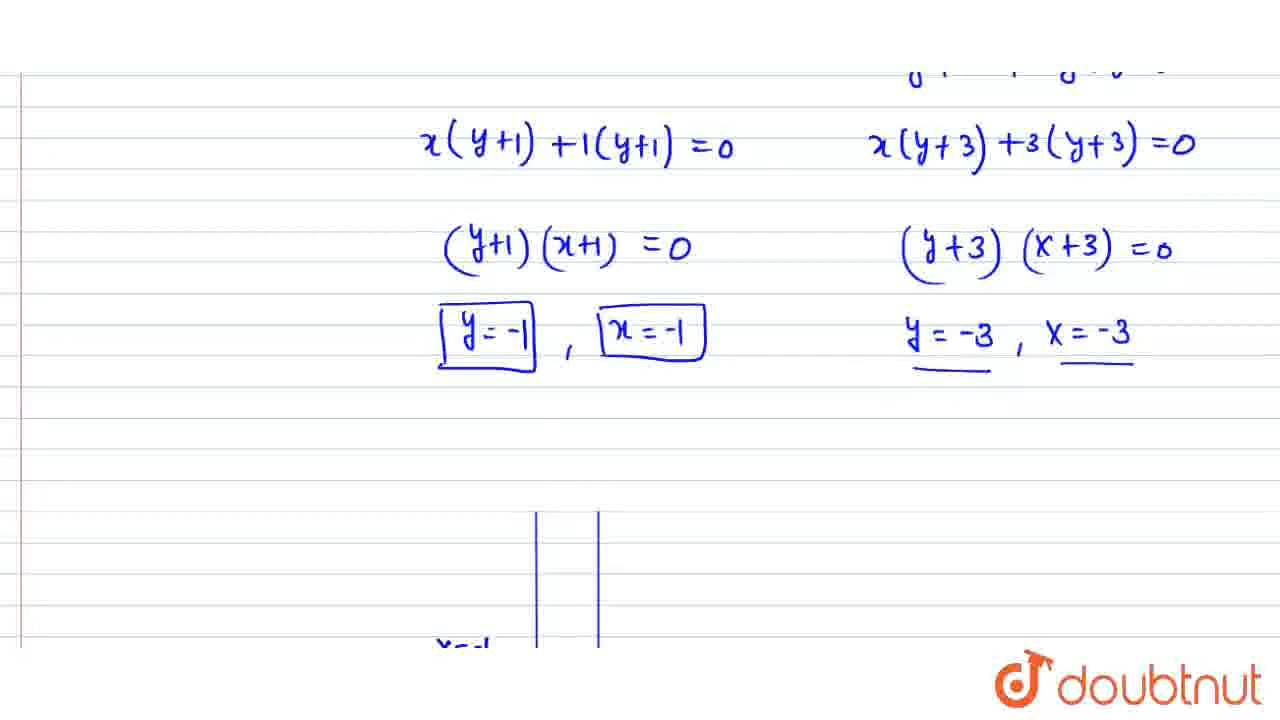 x(y+1) +1(y+1) =0
x(y+3) +3(y+3) =0
(y+1) (x+1) =0
(y+3) (x+3) =0
y=-1 , x=-1
y=-3 , x=-3
x=-1
doubtnut